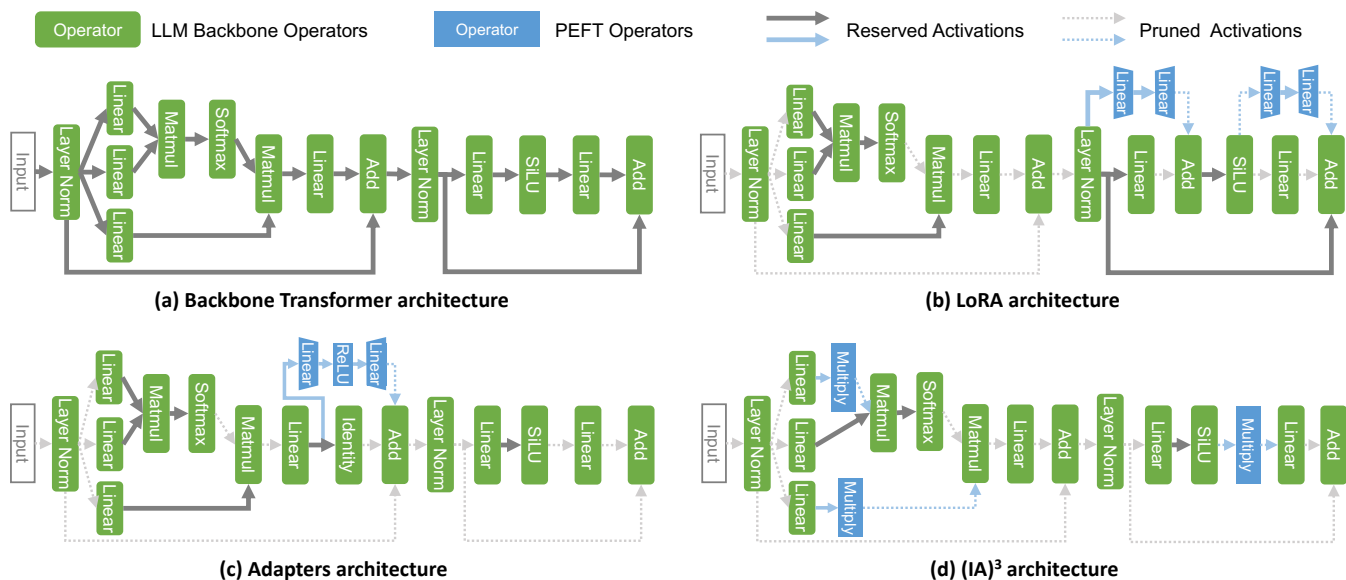 Operator LLM Backbone Operators Operator PEFT Operators Reserved Activations Pruned Activations
Input
Layer Norm
Linear
Linear
Linear
Matmul
Softmax
Matmul
Linear
Add
Layer Norm
Linear
SiLU
Linear
Add
(a) Backbone Transformer architecture
Input
Layer Norm
Linear
Linear
Linear
Matmul
Softmax
Matmul
Linear
Add
Layer Norm
Linear
Linear
Linear
Add
SiLU
Linear
Linear
Linear
Add
(b) LoRA architecture
Input
Layer Norm
Linear
Linear
Linear
Matmul
Softmax
Matmul
Linear
Linear
ReLU
Linear
Identity
Add
Layer Norm
Linear
SiLU
Linear
Add
(c) Adapters architecture
Input
Layer Norm
Linear
Linear
Linear
Multiply
Multiply
Matmul
Softmax
Matmul
Linear
Add
Layer Norm
Linear
SiLU
Multiply
Linear
Add
(d) (IA)³ architecture